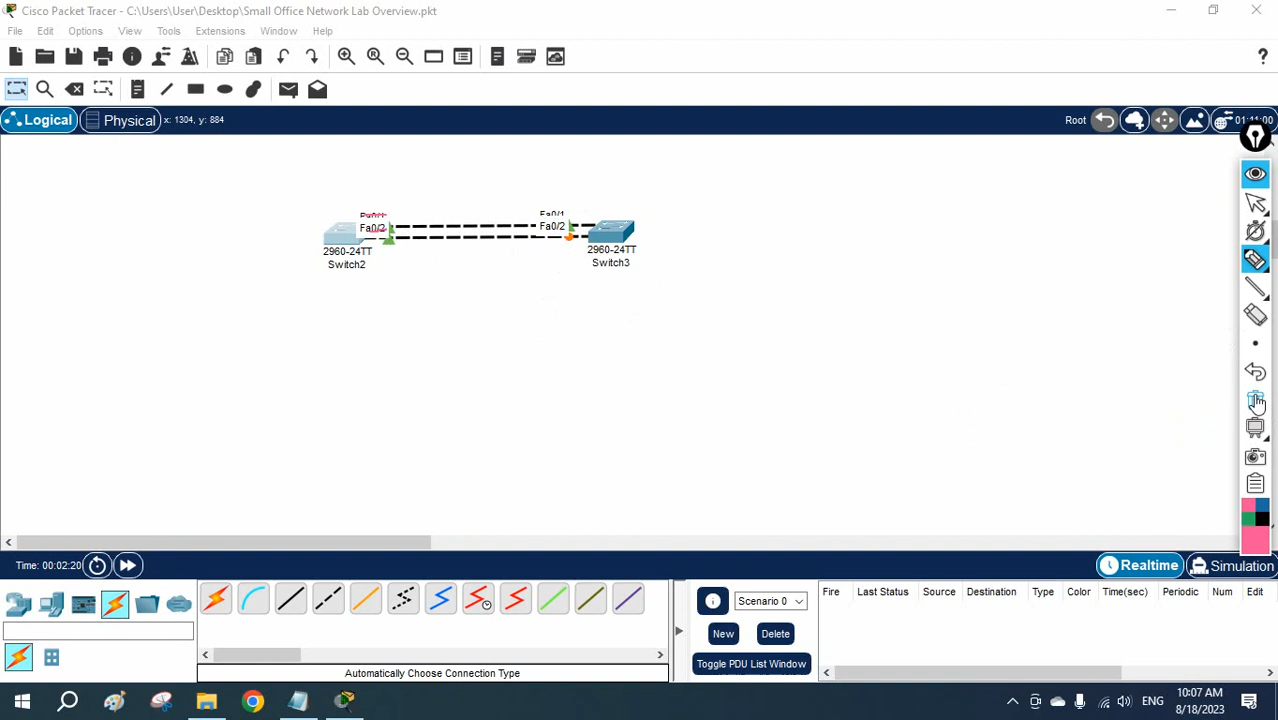 Cisco Packet Tracer - C:\Users\User\Desktop\Small Office Network Lab Overview.pkt
File Edit Options View Tools Extensions Window Help
Logical Physical x: 1304, y: 884 Root 01:11:00
Fa0/1 Fa0/1
Fa0/2 Fa0/2
2960-24TT 2960-24TT
Switch2 Switch3
Time: 00:02:20 Realtime Simulation
Scenario 0 Fire Last Status Source Destination Type Color Time(sec) Periodic Num Edit
New Delete
Toggle PDU List Window
Automatically Choose Connection Type
ENG 10:07 AM
8/18/2023